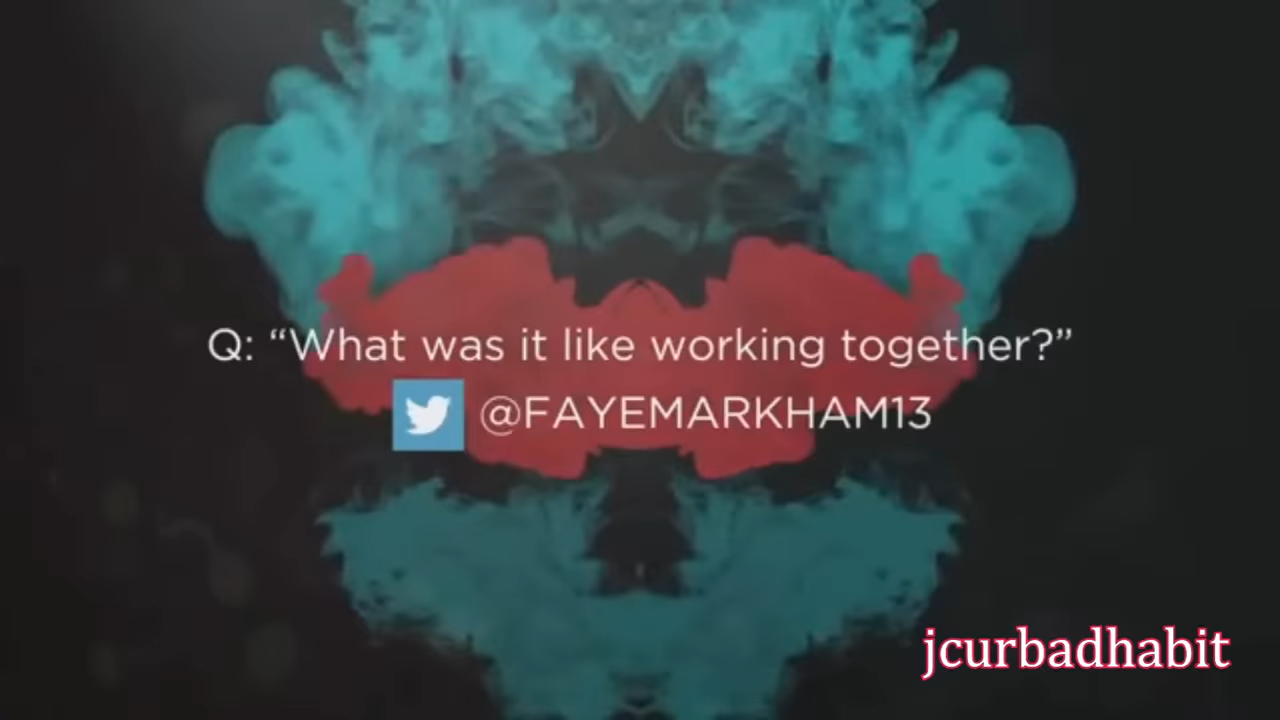 Q: “What was it like working together?”
@FAYEMARKHAM13
jcurbadhabit